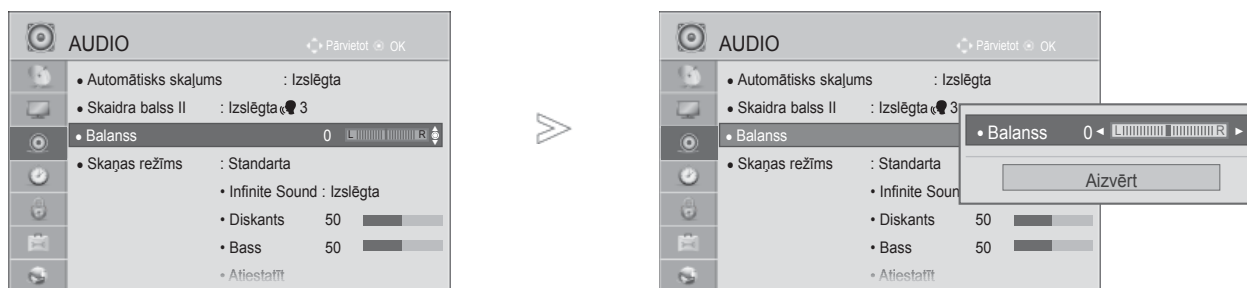 AUDIO
Pārvietot OK
• Automātisks skaļums : Izslēgta
• Skaidra balss II : Izslēgta 3
• Balanss 0 L R
• Skaņas režīms : Standarta
• Infinite Sound : Izslēgta
• Diskants 50
• Bass 50
• Atiestatīt
AUDIO
Pārvietot OK
• Automātisks skaļums : Izslēgta
• Skaidra balss II : Izslēgta 3
• Balanss
• Skaņas režīms : Standarta
• Infinite Soun
• Diskants 50
• Bass 50
• Atiestatīt
• Balanss 0 L R
Aizvērt